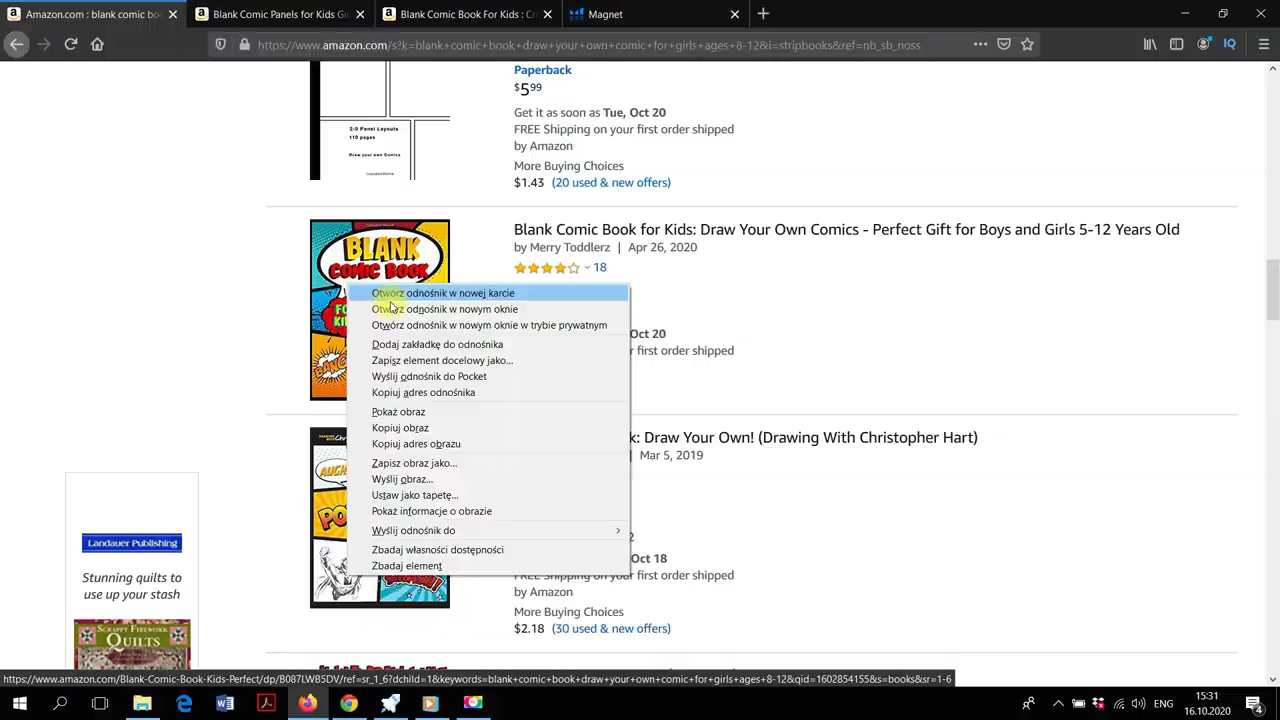 Amazon.com : blank comic bo
Blank Comic Panels for Kids Gi
Blank Comic Book For Kids : Cr
Magnet
https://www.amazon.com/s?k=blank+comic+book+draw+your+own+comic+for+girls+ages+8-12&i=stripbooks&ref=nb_sb_noss
IQ
Paperback
$5.99
Get it as soon as Tue, Oct 20
FREE Shipping on your first order shipped
by Amazon
More Buying Choices
$1.43 (20 used & new offers)
2-9 Panel Layouts
110 pages
Draw your own Comics
BLANK
COMIC BOOK
Blank Comic Book for Kids: Draw Your Own Comics - Perfect Gift for Boys and Girls 5-12 Years Old
by Merry Toddlerz | Apr 26, 2020
18
Otwórz odnośnik w nowej karcie
Otwórz odnośnik w nowym oknie
Otwórz odnośnik w nowym oknie w trybie prywatnym
Dodaj zakładkę do odnośnika
Zapisz element docelowy jako...
Wyślij odnośnik do Pocket
Kopiuj adres odnośnika
Pokaż obraz
Kopiuj obraz
Kopiuj adres obrazu
Zapisz obraz jako...
Wyślij obraz...
Ustaw jako tapetę...
Pokaż informacje o obrazie
Wyślij odnośnik do
Zbadaj własności dostępności
Zbadaj element
Oct 20
r first order shipped
k: Draw Your Own! (Drawing With Christopher Hart)
| Mar 5, 2019
2
Oct 18
FREE Shipping on your first order shipped
by Amazon
More Buying Choices
$2.18 (30 used & new offers)
Landauer Publishing
Stunning quilts to
use up your stash
SCRAPPY FIREWORK
QUILTS
https://www.amazon.com/Blank-Comic-Book-Kids-Perfect/dp/B087LWB5DV/ref=sr_1_6?dchild=1&keywords=blank+comic+book+draw+your+own+comic+for+girls+ages+8-12&qid=1602854155&s=books&sr=1-6
ENG
15:31
16.10.2020
4